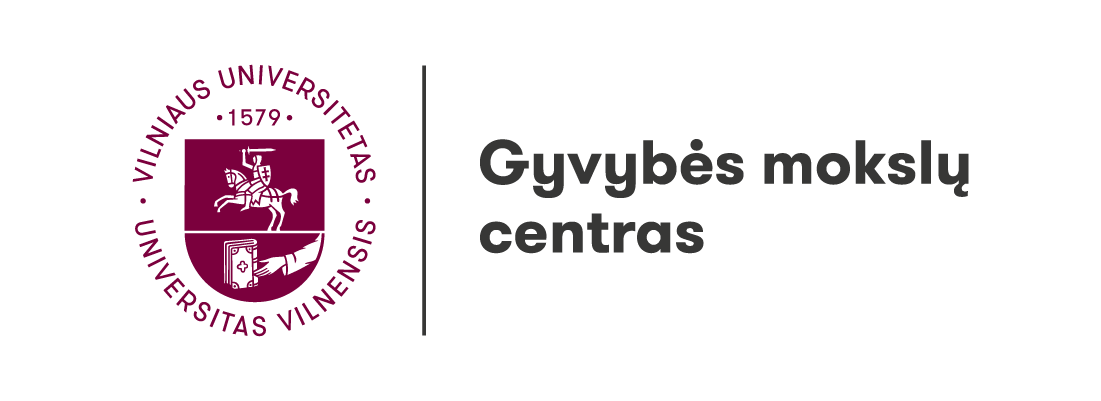 VILNIAUS UNIVERSITETAS
• 1579 •
• UNIVERSITAS VILNENSIS •
Gyvybės mokslų
centras